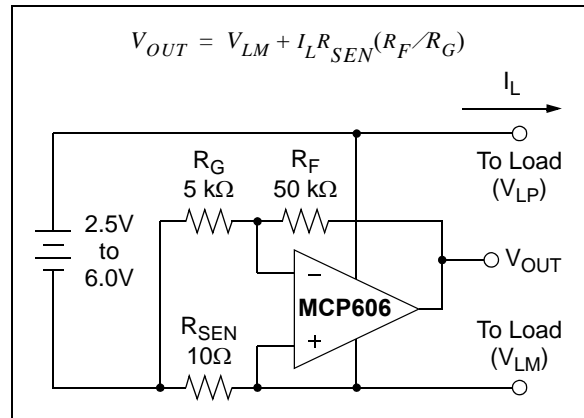 V_OUT = V_LM + I_L R_SEN (R_F/R_G)
I_L
R_G
5 kΩ
R_F
50 kΩ
To Load
(V_LP)
2.5V
to
6.0V
−
MCP606
+
V_OUT
R_SEN
10Ω
To Load
(V_LM)